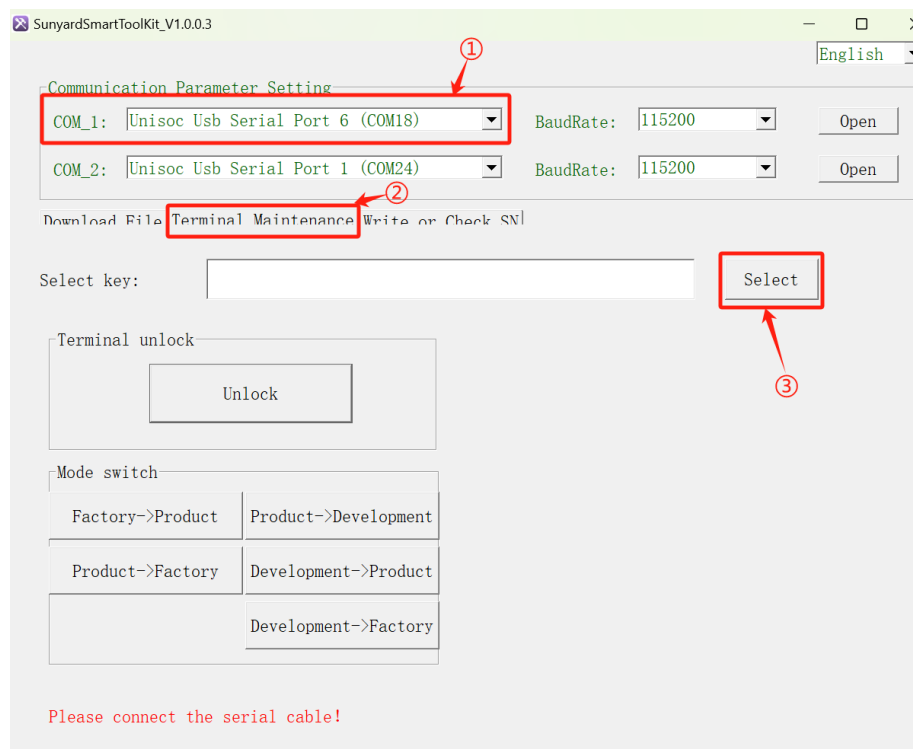 SunyardSmartToolKit_V1.0.0.3
①
English
Communication Parameter Setting
COM_1: Unisoc Usb Serial Port 6 (COM18) BaudRate: 115200 Open
COM_2: Unisoc Usb Serial Port 1 (COM24) BaudRate: 115200 Open
②
Download File Terminal Maintenance Write or Check SN
Select key: Select
Terminal unlock
③
Unlock
Mode switch
Factory->Product Product->Development
Product->Factory Development->Product
Development->Factory
Please connect the serial cable!